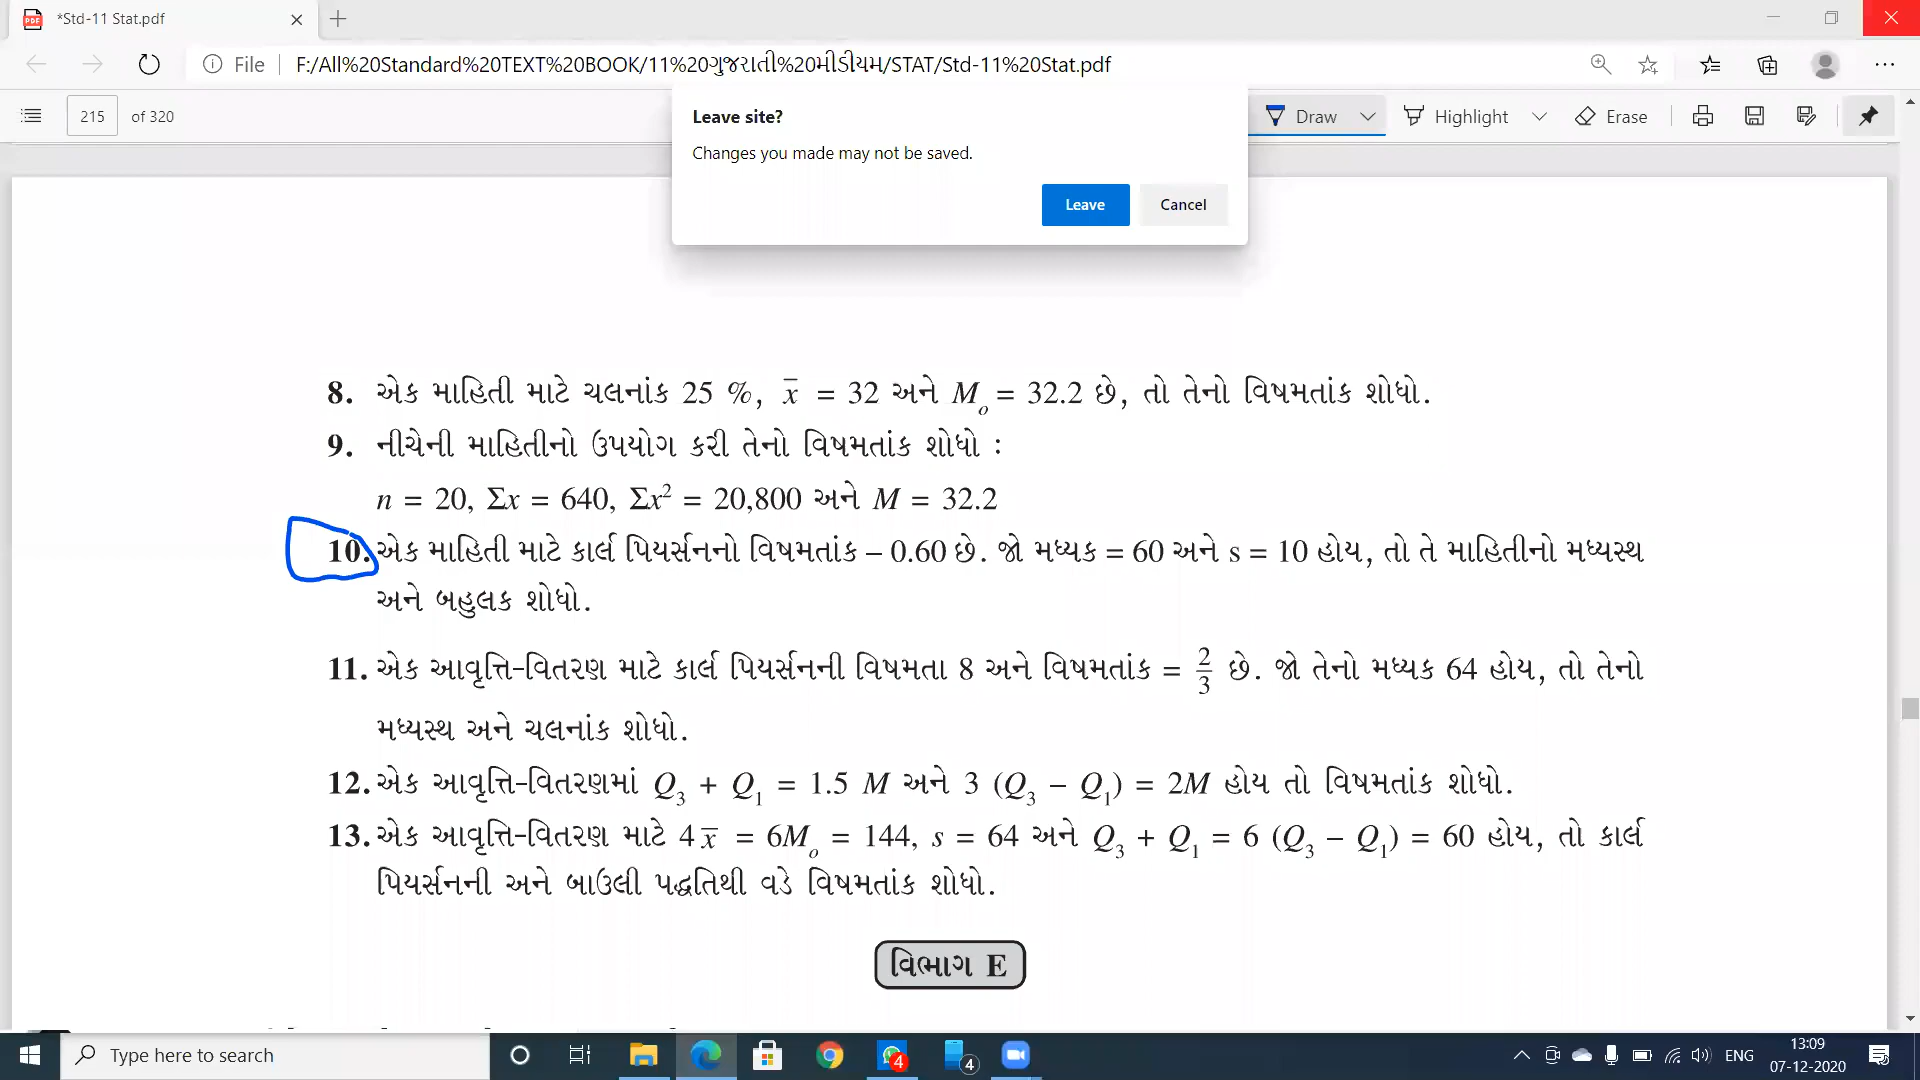 *Std-11 Stat.pdf
File F:/All%20Standard%20TEXT%20BOOK/11%20ગુજરાતી%20મીડીયમ/STAT/Std-11%20Stat.pdf
215 of 320
Draw Highlight Erase
Leave site?
Changes you made may not be saved.
Leave Cancel
8. એક માહિતી માટે ચલનાંક 25 %, x̄ = 32 અને Mₒ = 32.2 છે, તો તેનો વિષમતાંક શોધો.
9. નીચેની માહિતીનો ઉપયોગ કરી તેનો વિષમતાંક શોધો :
n = 20, Σx = 640, Σx² = 20,800 અને M = 32.2
10. એક માહિતી માટે કાર્લ પિયર્સનનો વિષમતાંક – 0.60 છે. જો મધ્યક = 60 અને s = 10 હોય, તો તે માહિતીનો મધ્યસ્થ
અને બહુલક શોધો.
11. એક આવૃત્તિ-વિતરણ માટે કાર્લ પિયર્સનની વિષમતા 8 અને વિષમતાંક = 2/3 છે. જો તેનો મધ્યક 64 હોય, તો તેનો
મધ્યસ્થ અને ચલનાંક શોધો.
12. એક આવૃત્તિ-વિતરણમાં Q₃ + Q₁ = 1.5 M અને 3 (Q₃ – Q₁) = 2M હોય તો વિષમતાંક શોધો.
13. એક આવૃત્તિ-વિતરણ માટે 4x̄ = 6Mₒ = 144, s = 64 અને Q₃ + Q₁ = 6 (Q₃ – Q₁) = 60 હોય, તો કાર્લ
પિયર્સનની અને બાઉલી પદ્ધતિથી વડે વિષમતાંક શોધો.
વિભાગ E
Type here to search
4
4
ENG
13:09
07-12-2020